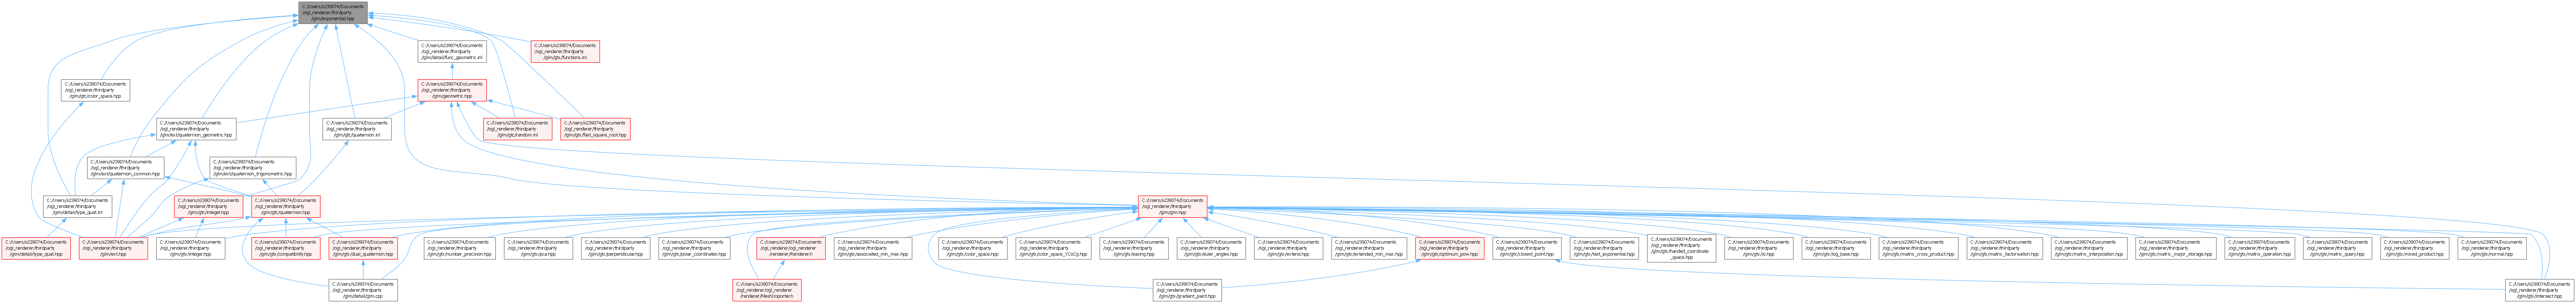 C:/Users/s239074/Documents
/ogl_renderer/thirdparty
/glm/exponential.hpp
C:/Users/s239074/Documents
/ogl_renderer/thirdparty
/glm/detail/func_geometric.inl
C:/Users/s239074/Documents
/ogl_renderer/thirdparty
/glm/gtx/functions.inl
C:/Users/s239074/Documents
/ogl_renderer/thirdparty
/glm/gtc/color_space.hpp
C:/Users/s239074/Documents
/ogl_renderer/thirdparty
/glm/geometric.hpp
C:/Users/s239074/Documents
/ogl_renderer/thirdparty
/glm/ext/quaternion_geometric.hpp
C:/Users/s239074/Documents
/ogl_renderer/thirdparty
/glm/gtc/quaternion.inl
C:/Users/s239074/Documents
/ogl_renderer/thirdparty
/glm/gtc/random.inl
C:/Users/s239074/Documents
/ogl_renderer/thirdparty
/glm/gtx/fast_square_root.hpp
C:/Users/s239074/Documents
/ogl_renderer/thirdparty
/glm/ext/quaternion_common.hpp
C:/Users/s239074/Documents
/ogl_renderer/thirdparty
/glm/ext/quaternion_trigonometric.hpp
C:/Users/s239074/Documents
/ogl_renderer/thirdparty
/glm/detail/type_quat.inl
C:/Users/s239074/Documents
/ogl_renderer/thirdparty
/glm/gtc/integer.hpp
C:/Users/s239074/Documents
/ogl_renderer/thirdparty
/glm/gtc/quaternion.hpp
C:/Users/s239074/Documents
/ogl_renderer/thirdparty
/glm/glm.hpp
C:/Users/s239074/Documents
/ogl_renderer/thirdparty
/glm/detail/type_quat.hpp
C:/Users/s239074/Documents
/ogl_renderer/thirdparty
/glm/ext.hpp
C:/Users/s239074/Documents
/ogl_renderer/thirdparty
/glm/gtx/integer.hpp
C:/Users/s239074/Documents
/ogl_renderer/thirdparty
/glm/gtx/compatibility.hpp
C:/Users/s239074/Documents
/ogl_renderer/thirdparty
/glm/gtx/dual_quaternion.hpp
C:/Users/s239074/Documents
/ogl_renderer/thirdparty
/glm/gtx/number_precision.hpp
C:/Users/s239074/Documents
/ogl_renderer/thirdparty
/glm/gtx/pca.hpp
C:/Users/s239074/Documents
/ogl_renderer/thirdparty
/glm/gtx/perpendicular.hpp
C:/Users/s239074/Documents
/ogl_renderer/thirdparty
/glm/gtx/polar_coordinates.hpp
C:/Users/s239074/Documents
/ogl_renderer/ogl_renderer
/renderer/Renderer.h
C:/Users/s239074/Documents
/ogl_renderer/thirdparty
/glm/gtx/associated_min_max.hpp
C:/Users/s239074/Documents
/ogl_renderer/thirdparty
/glm/gtx/color_space.hpp
C:/Users/s239074/Documents
/ogl_renderer/thirdparty
/glm/gtx/color_space_YCoCg.hpp
C:/Users/s239074/Documents
/ogl_renderer/thirdparty
/glm/gtx/easing.hpp
C:/Users/s239074/Documents
/ogl_renderer/thirdparty
/glm/gtx/euler_angles.hpp
C:/Users/s239074/Documents
/ogl_renderer/thirdparty
/glm/gtx/extend.hpp
C:/Users/s239074/Documents
/ogl_renderer/thirdparty
/glm/gtx/extended_min_max.hpp
C:/Users/s239074/Documents
/ogl_renderer/thirdparty
/glm/gtx/optimum_pow.hpp
C:/Users/s239074/Documents
/ogl_renderer/thirdparty
/glm/gtx/closest_point.hpp
C:/Users/s239074/Documents
/ogl_renderer/thirdparty
/glm/gtx/fast_exponential.hpp
C:/Users/s239074/Documents
/ogl_renderer/thirdparty
/glm/gtx/handed_coordinate
_space.hpp
C:/Users/s239074/Documents
/ogl_renderer/thirdparty
/glm/gtx/io.hpp
C:/Users/s239074/Documents
/ogl_renderer/thirdparty
/glm/gtx/log_base.hpp
C:/Users/s239074/Documents
/ogl_renderer/thirdparty
/glm/gtx/matrix_cross_product.hpp
C:/Users/s239074/Documents
/ogl_renderer/thirdparty
/glm/gtx/matrix_factorisation.hpp
C:/Users/s239074/Documents
/ogl_renderer/thirdparty
/glm/gtx/matrix_interpolation.hpp
C:/Users/s239074/Documents
/ogl_renderer/thirdparty
/glm/gtx/matrix_major_storage.hpp
C:/Users/s239074/Documents
/ogl_renderer/thirdparty
/glm/gtx/matrix_operation.hpp
C:/Users/s239074/Documents
/ogl_renderer/thirdparty
/glm/gtx/matrix_query.hpp
C:/Users/s239074/Documents
/ogl_renderer/thirdparty
/glm/gtx/mixed_product.hpp
C:/Users/s239074/Documents
/ogl_renderer/thirdparty
/glm/gtx/normal.hpp
C:/Users/s239074/Documents
/ogl_renderer/thirdparty
/glm/detail/glm.cpp
C:/Users/s239074/Documents
/ogl_renderer/ogl_renderer
/renderer/MeshImporter.h
C:/Users/s239074/Documents
/ogl_renderer/thirdparty
/glm/gtx/gradient_paint.hpp
C:/Users/s239074/Documents
/ogl_renderer/thirdparty
/glm/gtx/intersect.hpp